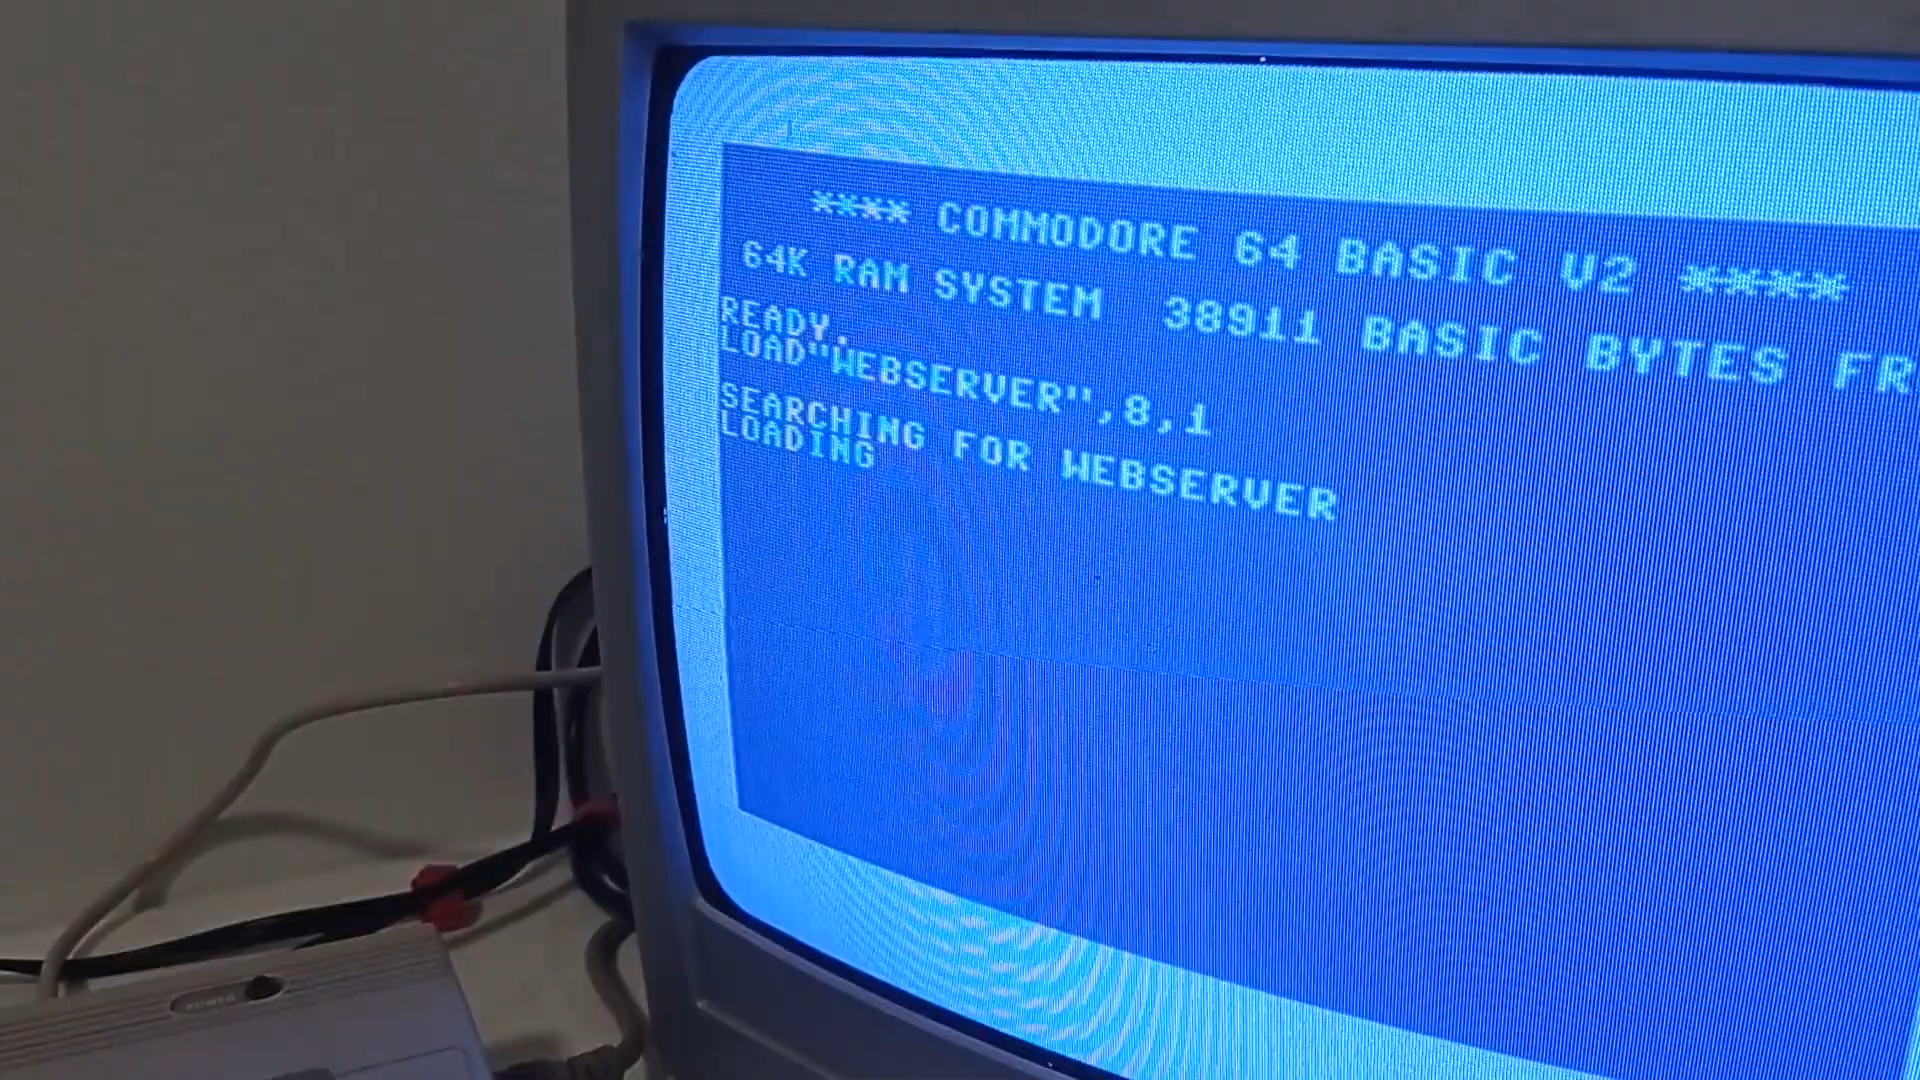 **** COMMODORE 64 BASIC V2 ****
64K RAM SYSTEM 38911 BASIC BYTES FR
READY.
LOAD"WEBSERVER",8,1
SEARCHING FOR WEBSERVER
LOADING
POWER